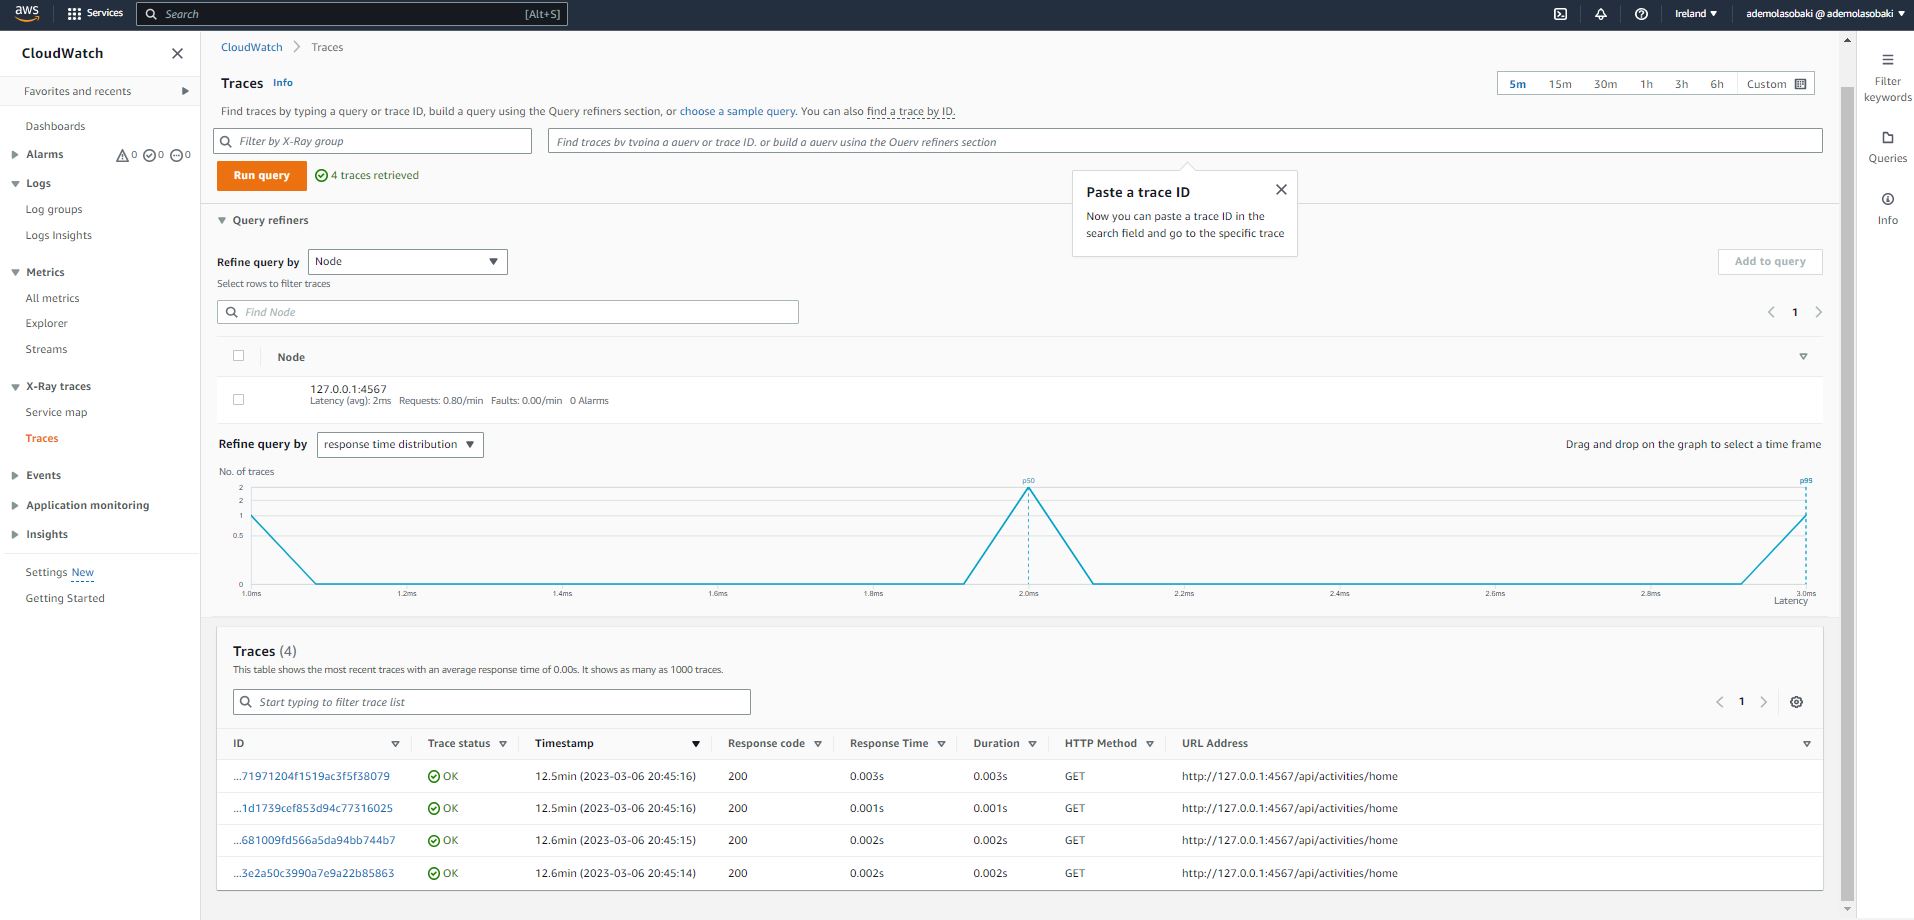 aws Services Search [Alt+S] Ireland ademolasobaki @ ademolasobaki
CloudWatch
Favorites and recents
Dashboards
Alarms 0 0 0
Logs
Log groups
Logs Insights
Metrics
All metrics
Explorer
Streams
X-Ray traces
Service map
Traces
Events
Application monitoring
Insights
Settings New
Getting Started
CloudWatch Traces
Traces Info
5m 15m 30m 1h 3h 6h Custom
Find traces by typing a query or trace ID, build a query using the Query refiners section, or choose a sample query. You can also find a trace by ID.
Filter by X-Ray group
Find traces by typing a query or trace ID, or build a query using the Query refiners section
Run query 4 traces retrieved
Paste a trace ID
Now you can paste a trace ID in the
search field and go to the specific trace
Query refiners
Refine query by Node
Add to query
Select rows to filter traces
Find Node
1
Node
127.0.0.1:4567
Latency (avg): 2ms Requests: 0.80/min Faults: 0.00/min 0 Alarms
Refine query by response time distribution
Drag and drop on the graph to select a time frame
No. of traces
p50 p95
2
2
1
0.5
0
1.0ms 1.2ms 1.4ms 1.6ms 1.8ms 2.0ms 2.2ms 2.4ms 2.6ms 2.8ms 3.0ms
Latency
Traces (4)
This table shows the most recent traces with an average response time of 0.00s. It shows as many as 1000 traces.
Start typing to filter trace list
1
ID Trace status Timestamp Response code Response Time Duration HTTP Method URL Address
...71971204f1519ac3f5f38079 OK 12.5min (2023-03-06 20:45:16) 200 0.003s 0.003s GET http://127.0.0.1:4567/api/activities/home
...1d1739cef853d94c77316025 OK 12.5min (2023-03-06 20:45:16) 200 0.001s 0.001s GET http://127.0.0.1:4567/api/activities/home
...681009fd566a5da94bb744b7 OK 12.6min (2023-03-06 20:45:15) 200 0.002s 0.002s GET http://127.0.0.1:4567/api/activities/home
...3e2a50c3990a7e9a22b85863 OK 12.6min (2023-03-06 20:45:14) 200 0.002s 0.002s GET http://127.0.0.1:4567/api/activities/home
Filter
keywords
Queries
Info